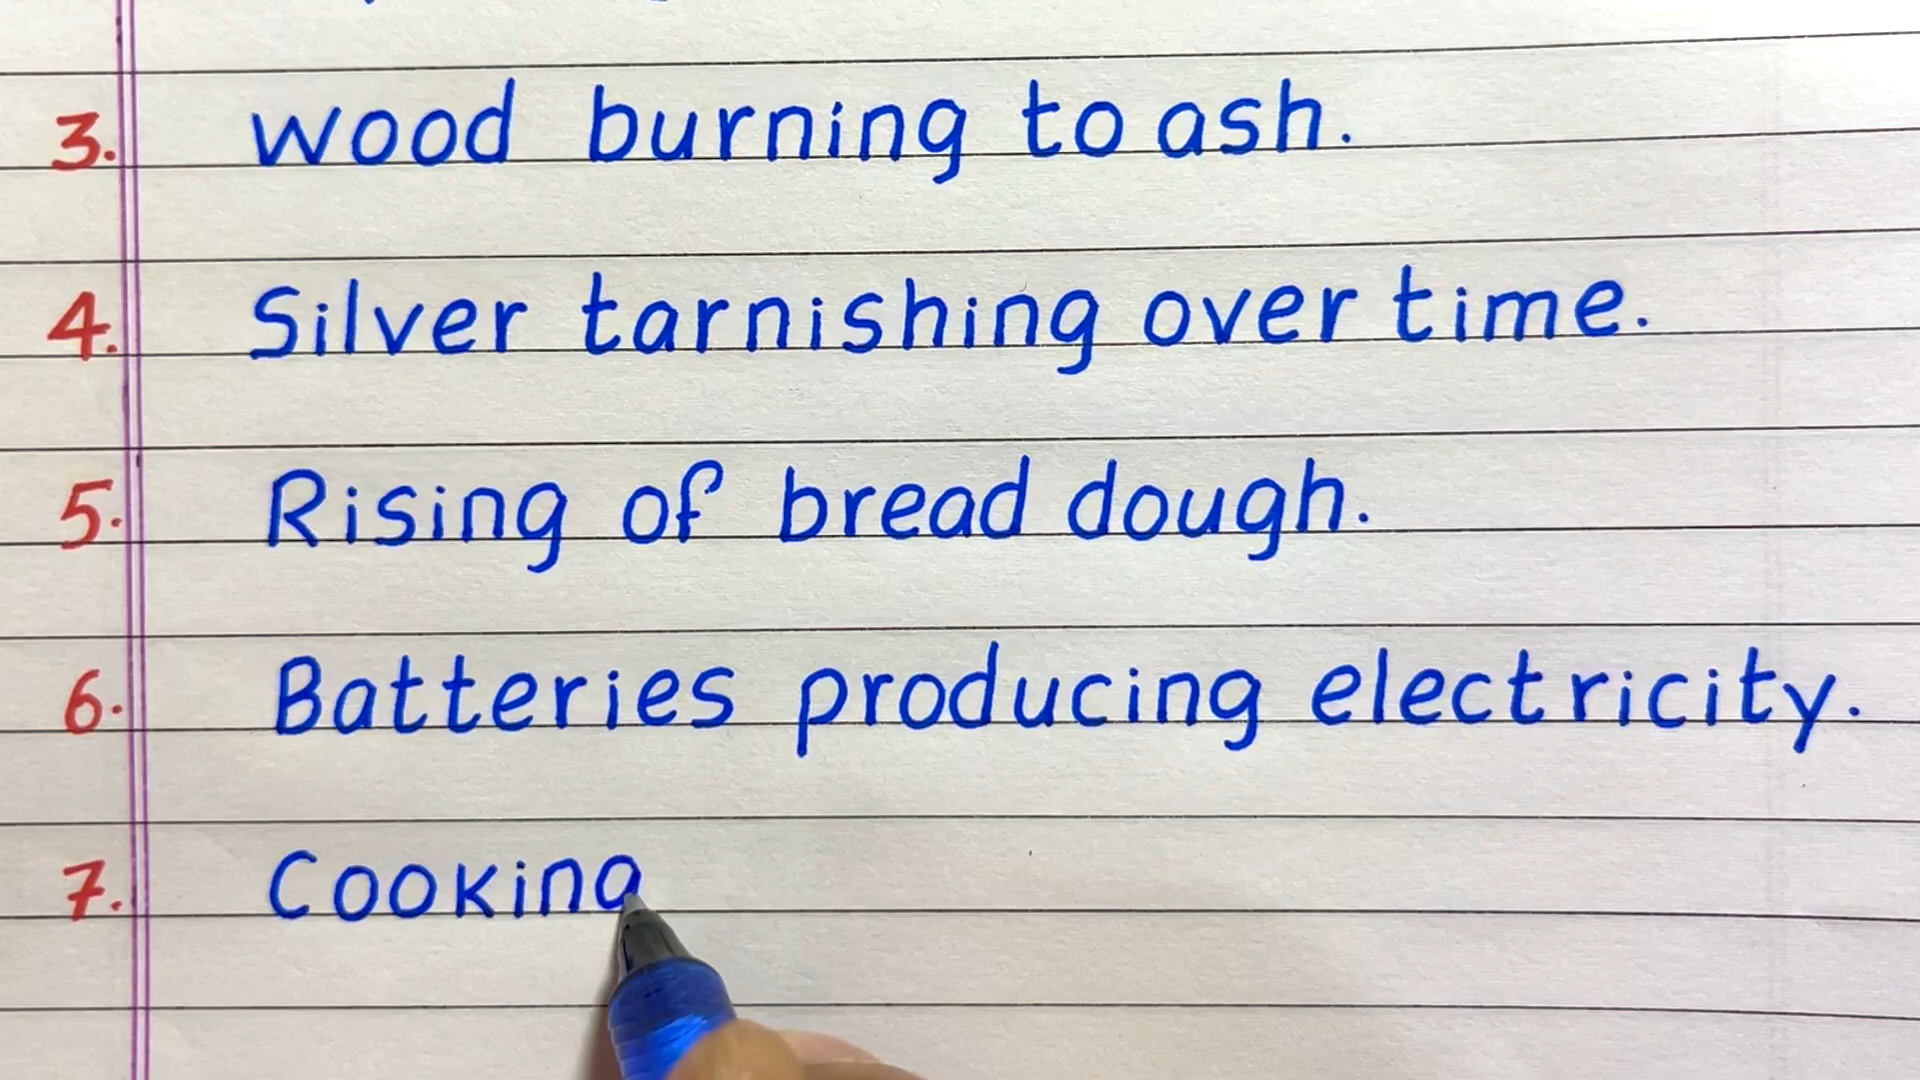 3. wood burning to ash.
4. Silver tarnishing over time.
5. Rising of bread dough.
6. Batteries producing electricity.
7. Cooking